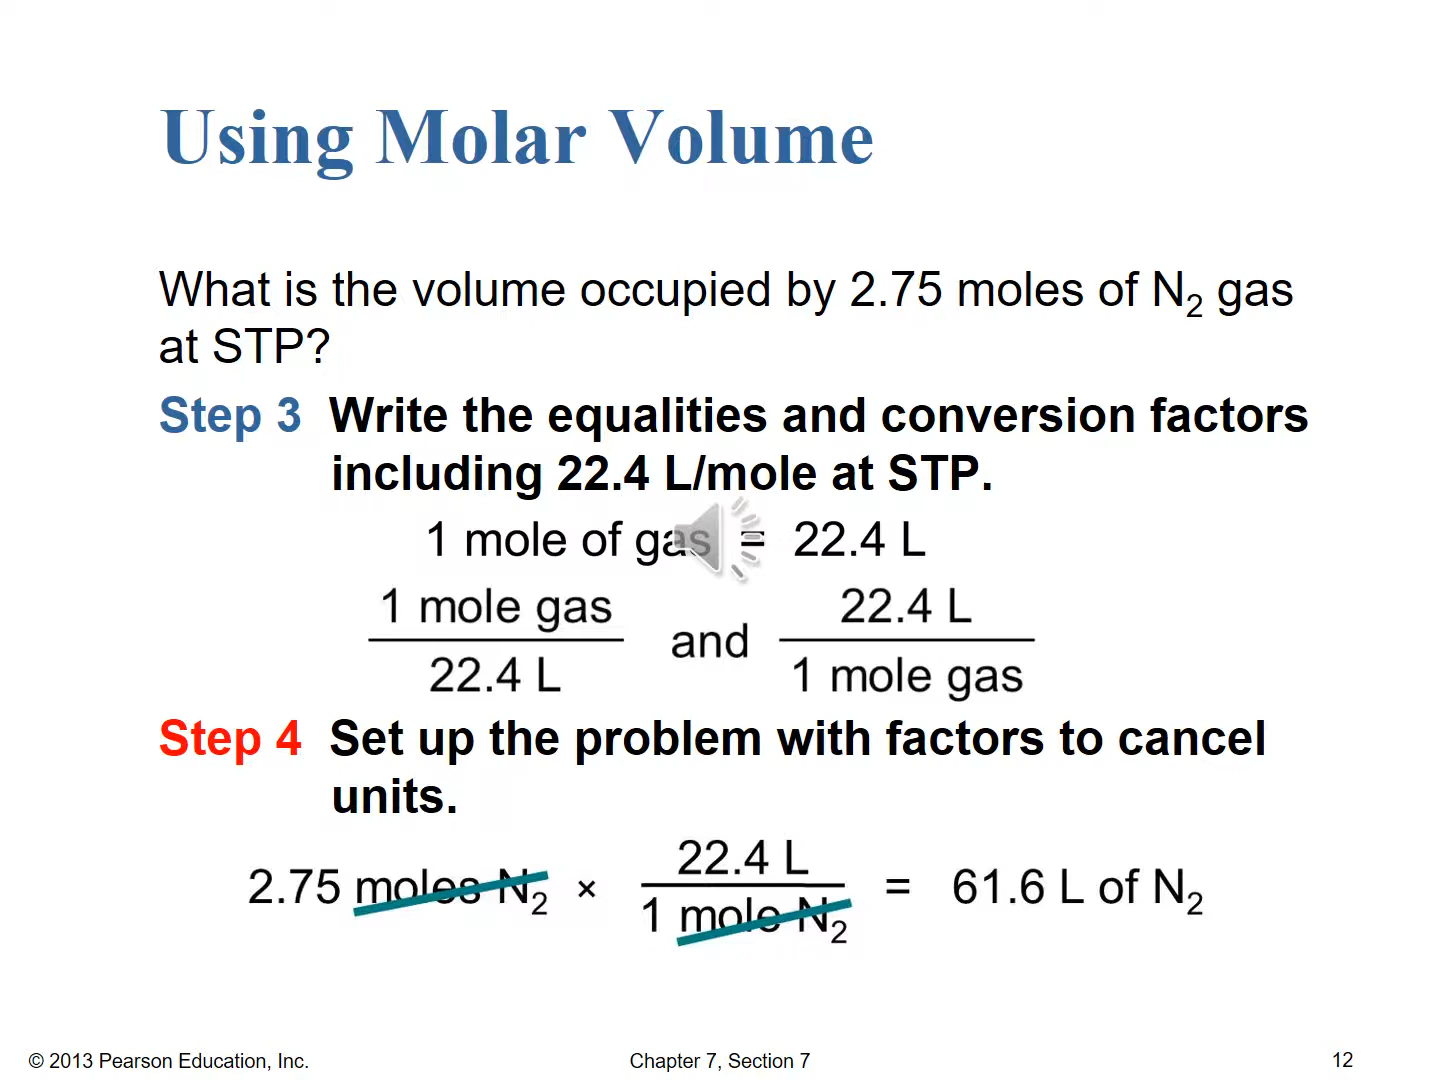 Using Molar Volume
What is the volume occupied by 2.75 moles of N₂ gas
at STP?
Step 3 Write the equalities and conversion factors
including 22.4 L/mole at STP.
1 mole of gas = 22.4 L
1 mole gas
22.4 L
and
22.4 L
1 mole gas
Step 4 Set up the problem with factors to cancel
units.
2.75 moles N₂ ×
22.4 L
1 mole N₂
= 61.6 L of N₂
© 2013 Pearson Education, Inc.
Chapter 7, Section 7
12